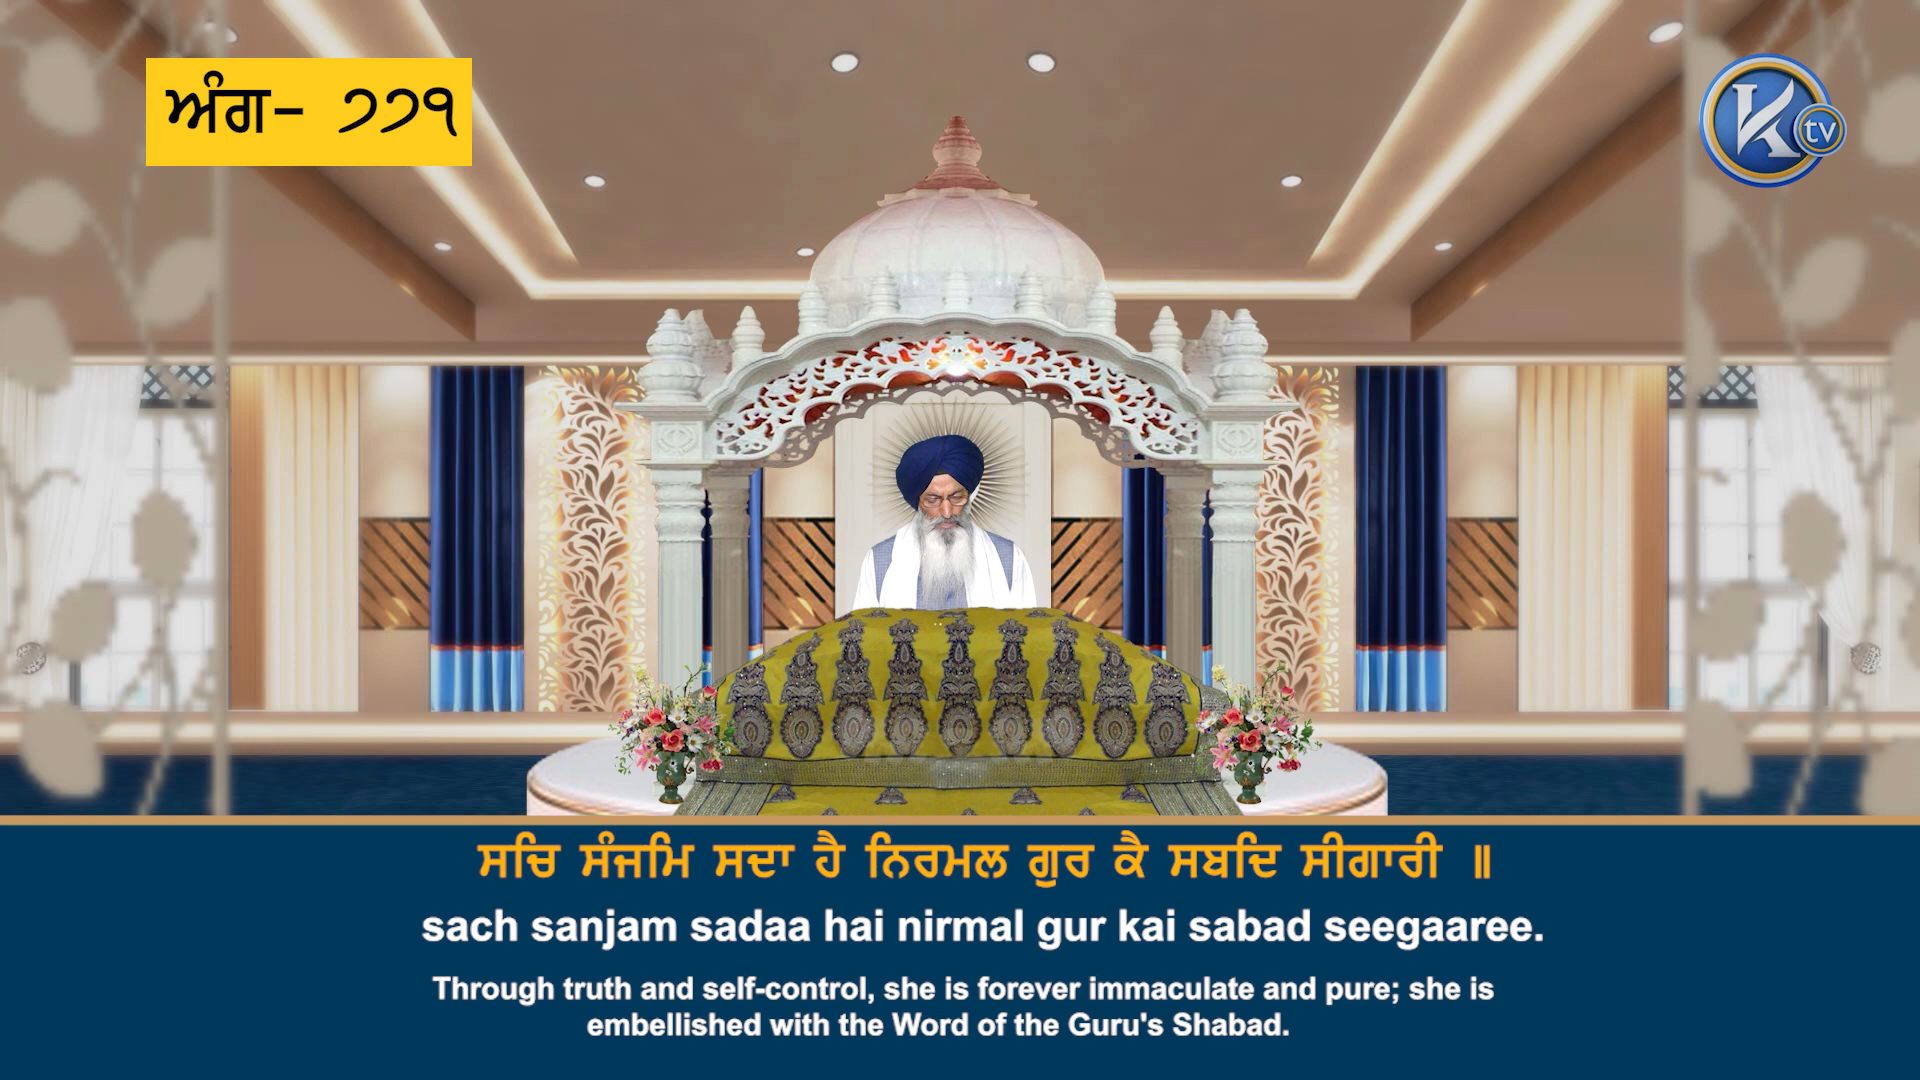 ਅੰਗ- ੭੭੧
K tv
ਸਚਿ ਸੰਜਮਿ ਸਦਾ ਹੈ ਨਿਰਮਲ ਗੁਰ ਕੈ ਸਬਦਿ ਸੀਗਾਰੀ ॥
sach sanjam sadaa hai nirmal gur kai sabad seegaaree.
Through truth and self-control, she is forever immaculate and pure; she is
embellished with the Word of the Guru's Shabad.